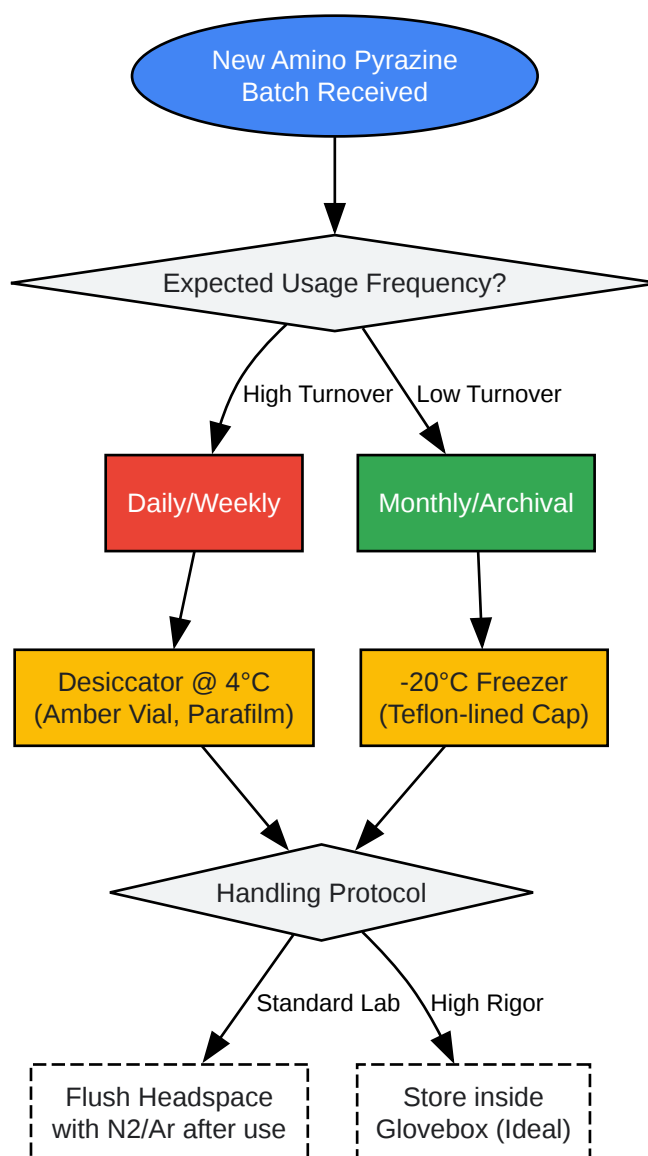 New Amino Pyrazine
Batch Received
Expected Usage Frequency?
High Turnover
Low Turnover
Daily/Weekly
Monthly/Archival
Desiccator @ 4°C
(Amber Vial, Parafilm)
-20°C Freezer
(Teflon-lined Cap)
Handling Protocol
Standard Lab
High Rigor
Flush Headspace
with N2/Ar after use
Store inside
Glovebox (Ideal)